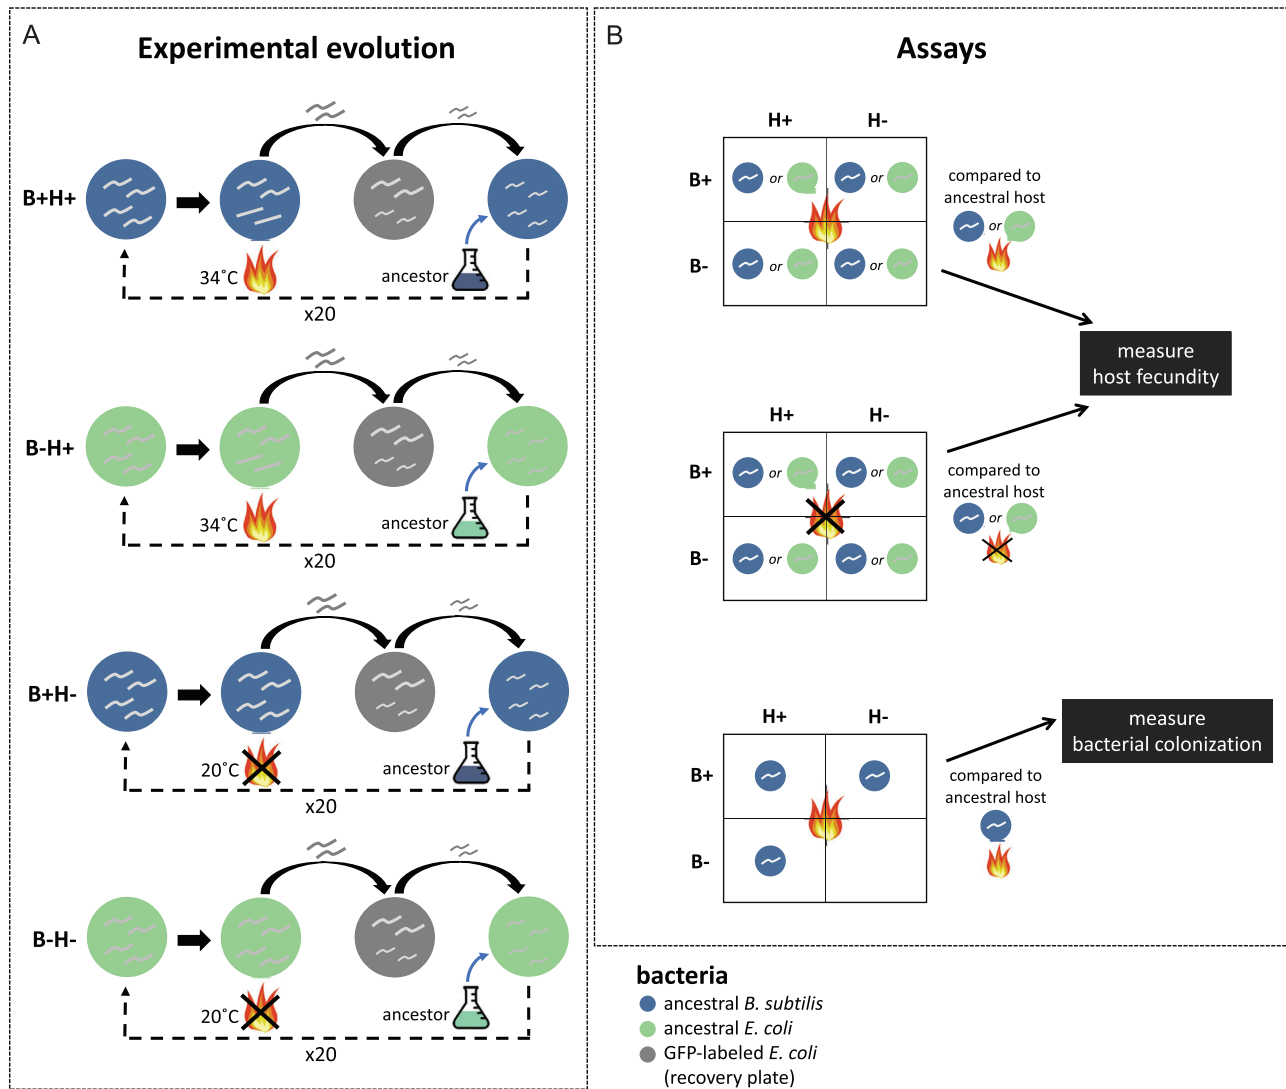 A
Experimental evolution
B+H+
34˚C
ancestor
x20
B-H+
34˚C
ancestor
x20
B+H-
20˚C
ancestor
x20
B-H-
20˚C
ancestor
x20
B
Assays
H+ H-
B+ or or
B- or or
compared to
ancestral host
or
measure
host fecundity
H+ H-
B+ or or
B- or or
compared to
ancestral host
or
H+ H-
B+
B-
compared to
ancestral host
measure
bacterial colonization
bacteria
ancestral B. subtilis
ancestral E. coli
GFP-labeled E. coli
(recovery plate)